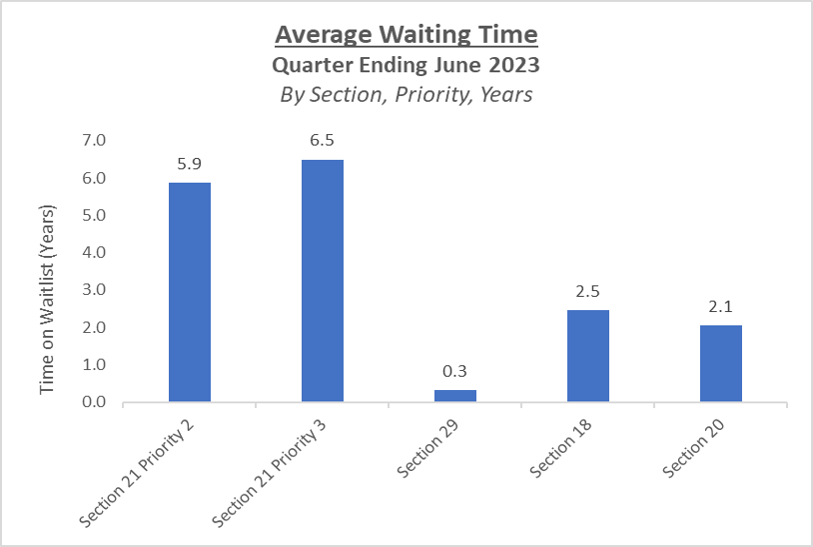 Average Waiting Time
Quarter Ending June 2023
By Section, Priority, Years
Time on Waitlist (Years)
7.0
6.0
5.0
4.0
3.0
2.0
1.0
0.0
5.9
6.5
0.3
2.5
2.1
Section 21 Priority 2
Section 21 Priority 3
Section 29
Section 18
Section 20